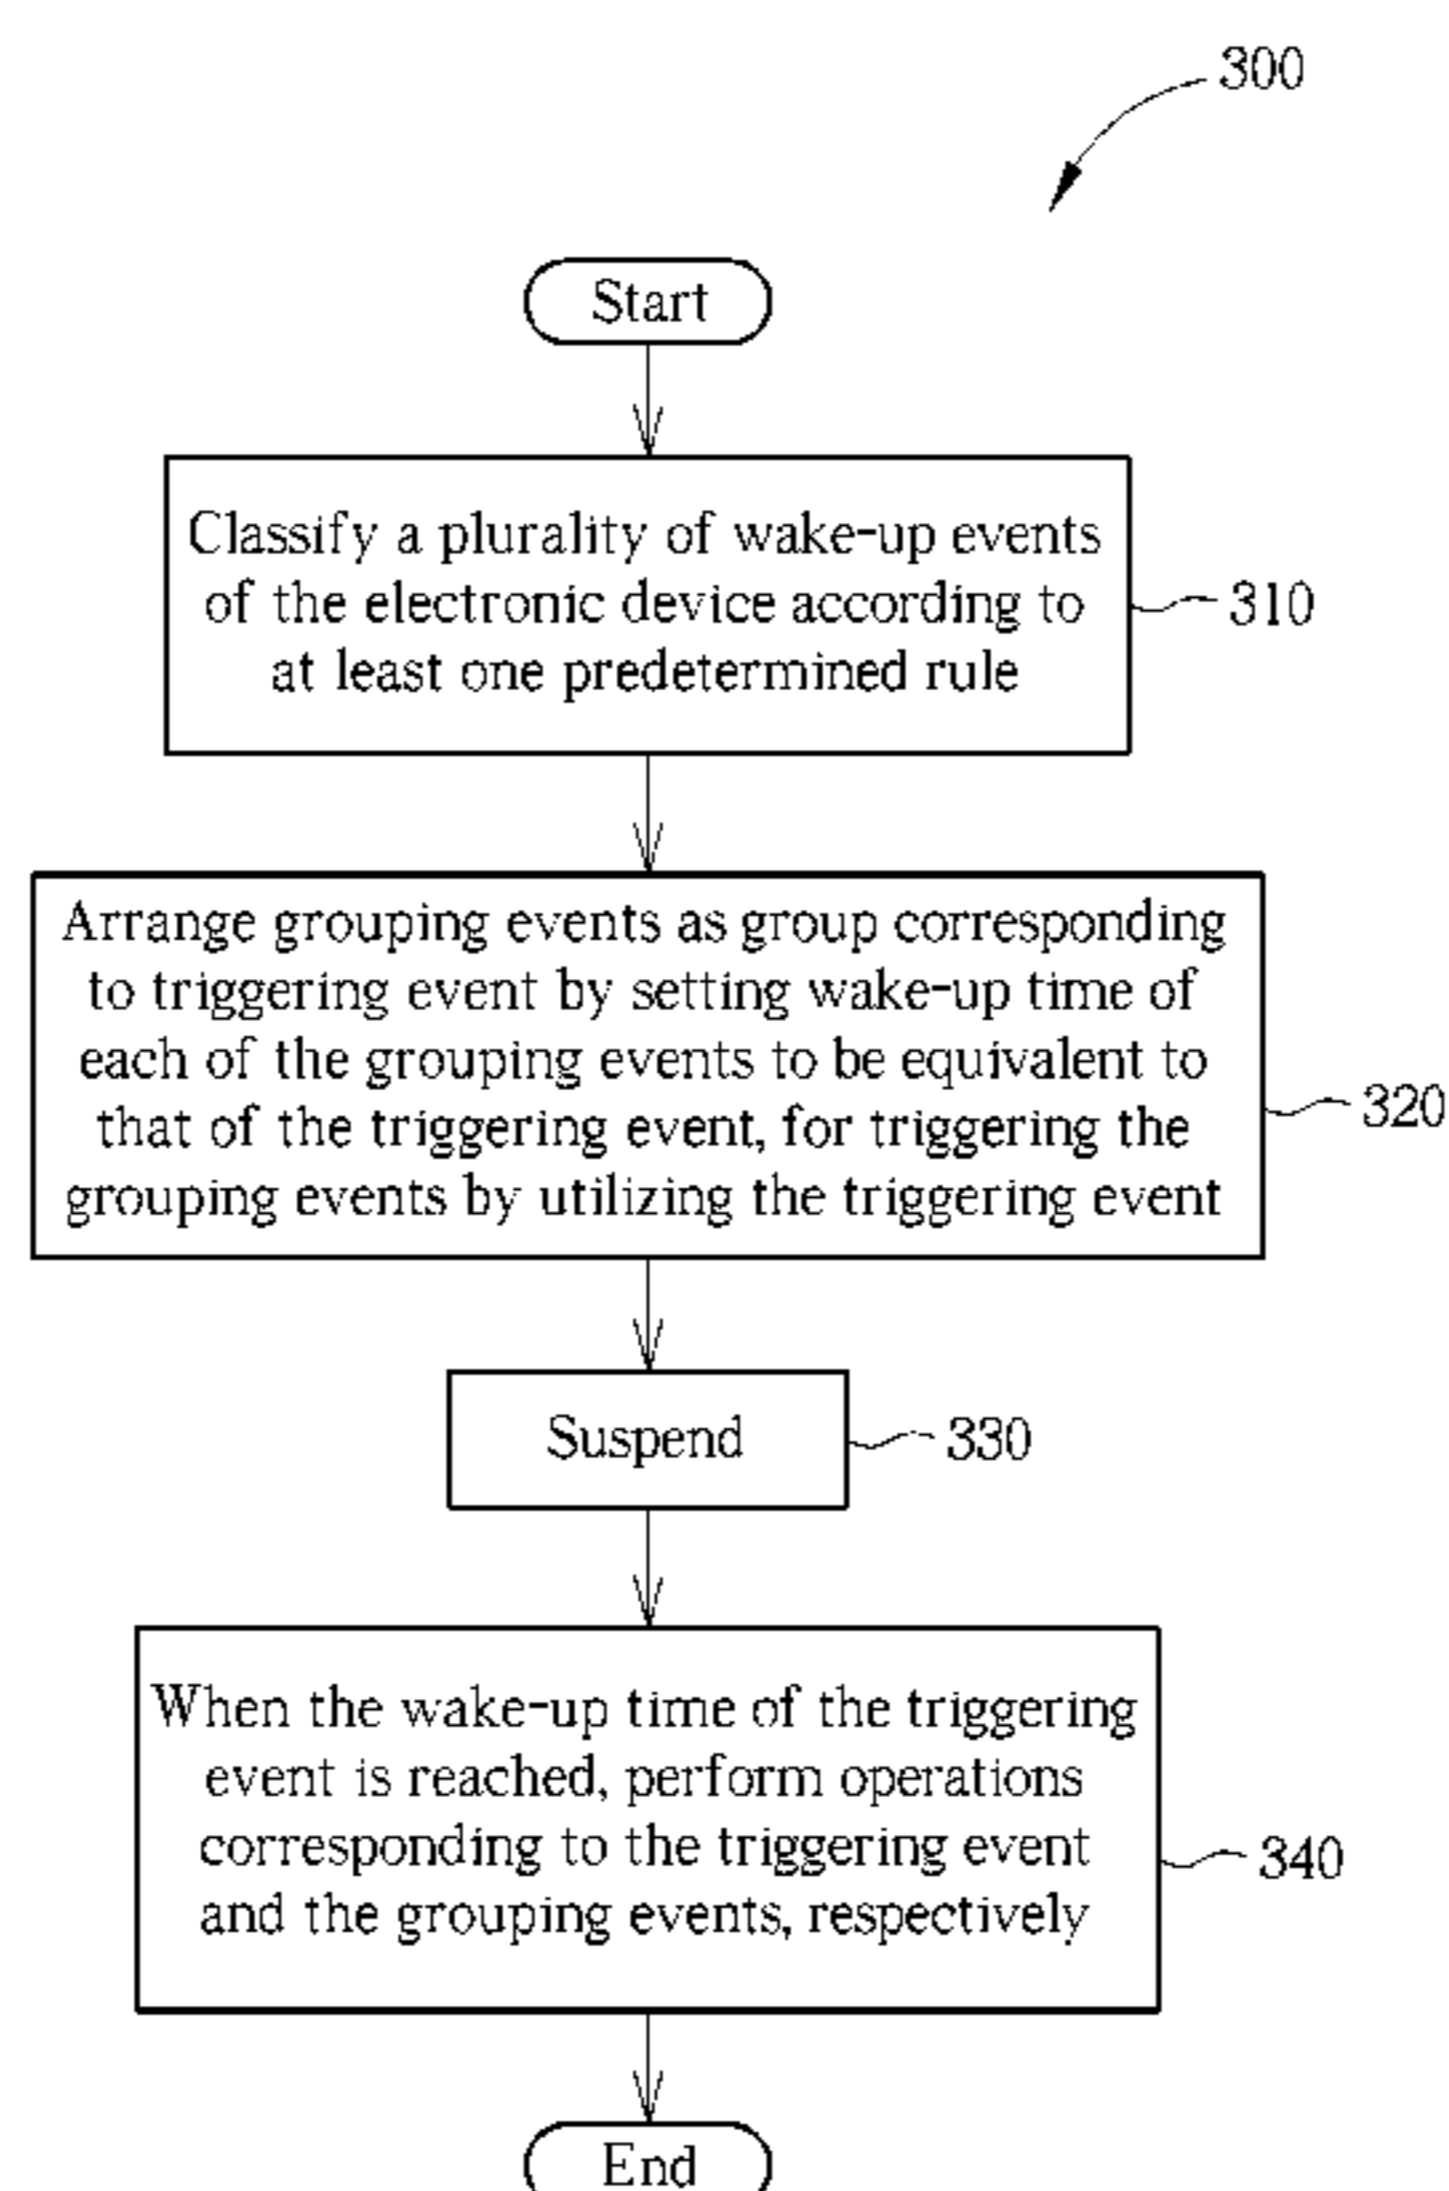 300
Start
Classify a plurality of wake-up events
of the electronic device according to
at least one predetermined rule
310
Arrange grouping events as group corresponding
to triggering event by setting wake-up time of
each of the grouping events to be equivalent to
that of the triggering event, for triggering the
grouping events by utilizing the triggering event
320
Suspend
330
When the wake-up time of the triggering
event is reached, perform operations
corresponding to the triggering event
and the grouping events, respectively
340
End